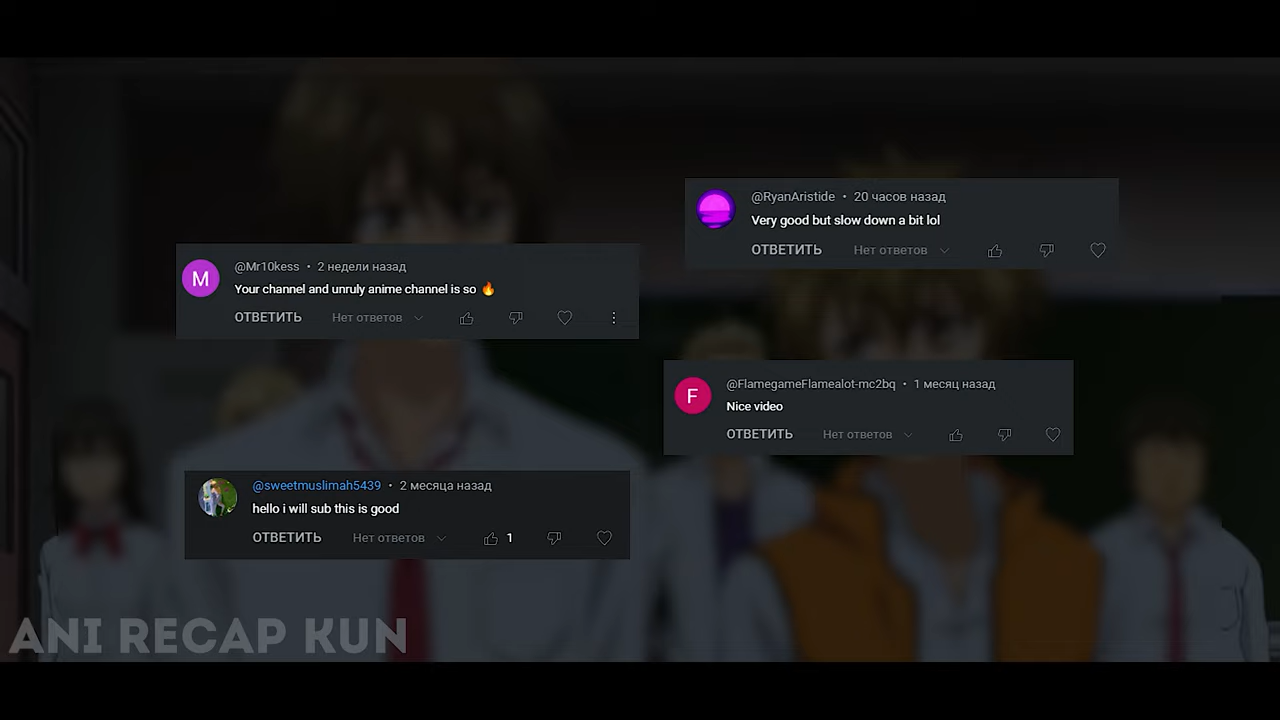 @RyanAristide • 20 часов назад
Very good but slow down a bit lol
ОТВЕТИТЬ Нет ответов
M
@Mr10kess • 2 недели назад
Your channel and unruly anime channel is so 🔥
ОТВЕТИТЬ Нет ответов
F
@FlamegameFlamealot-mc2bq • 1 месяц назад
Nice video
ОТВЕТИТЬ Нет ответов
@sweetmuslimah5439 • 2 месяца назад
hello i will sub this is good
ОТВЕТИТЬ Нет ответов 1
ANI RECAP KUN